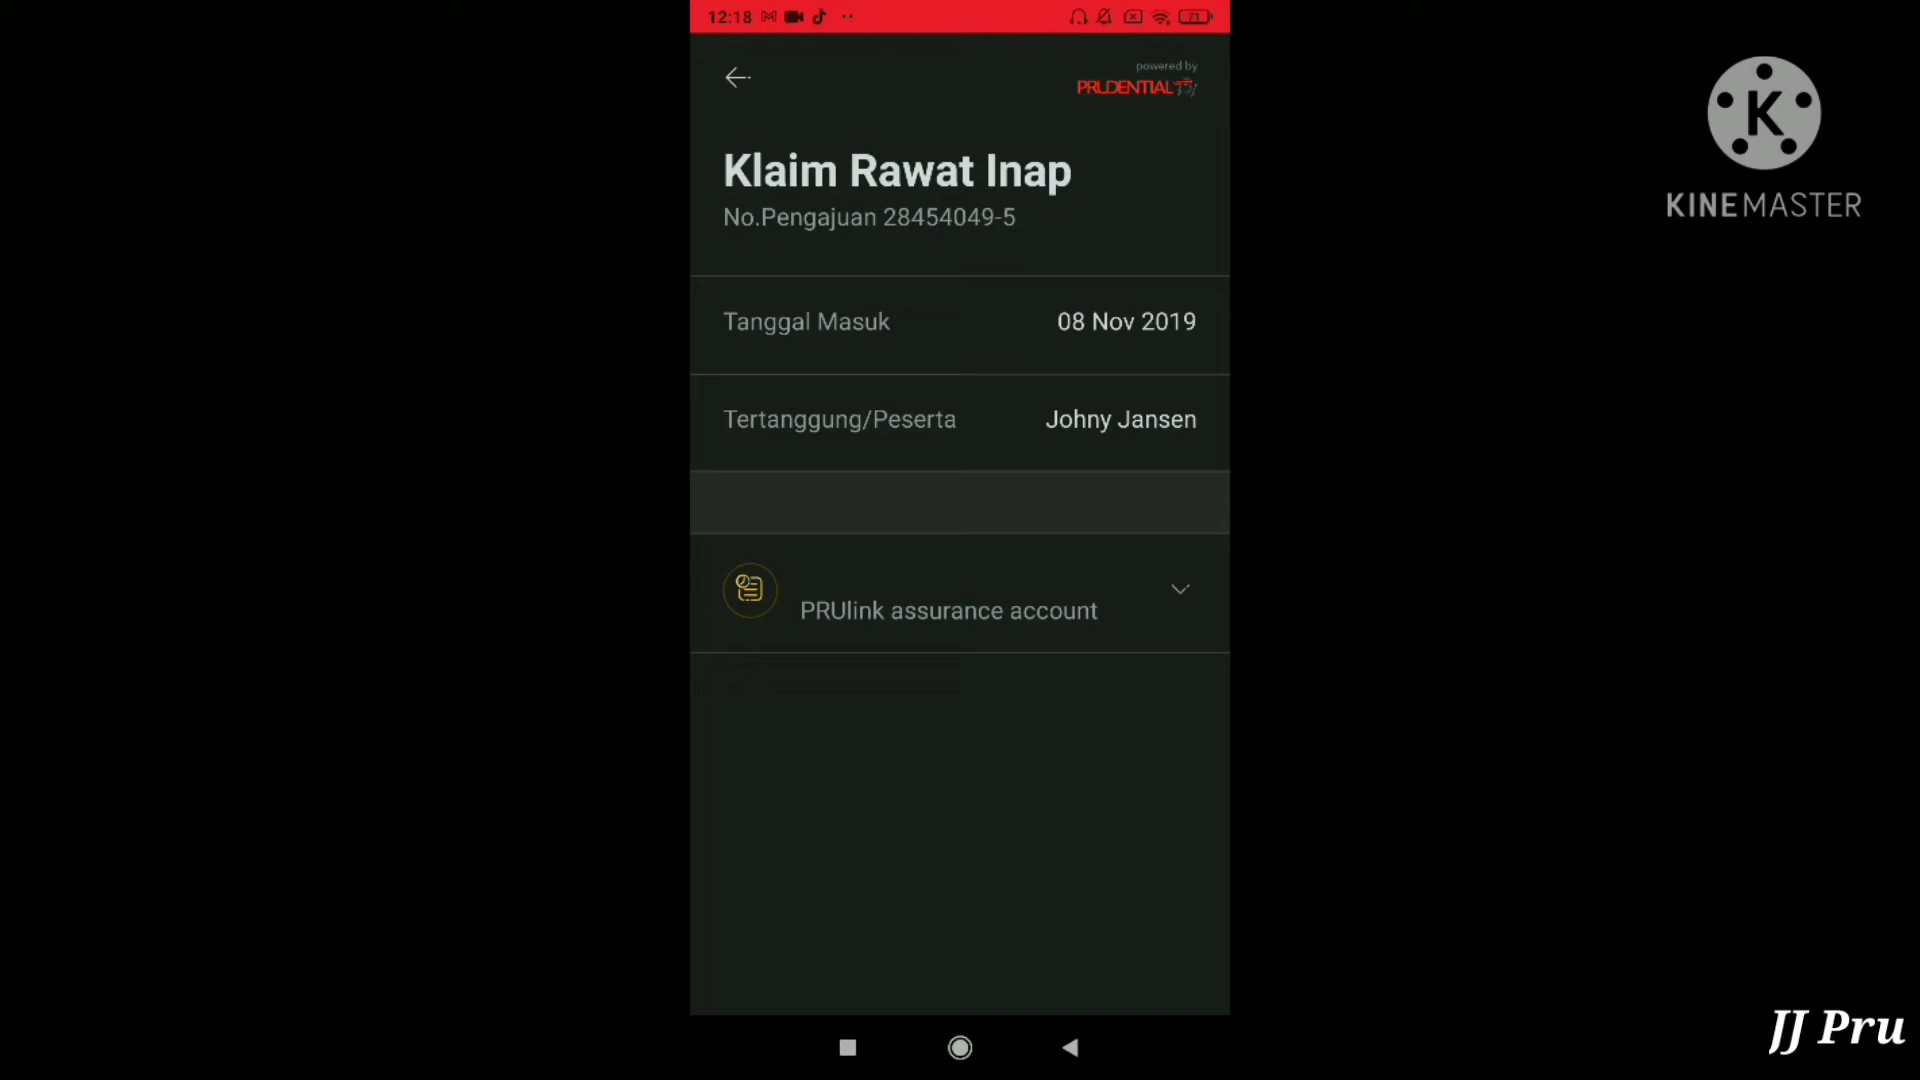 12:18
71
powered by
PRUDENTIAL
Klaim Rawat Inap
No.Pengajuan 28454049-5
Tanggal Masuk 08 Nov 2019
Tertanggung/Peserta Johny Jansen
PRUlink assurance account
K
KINEMASTER
JJ Pru